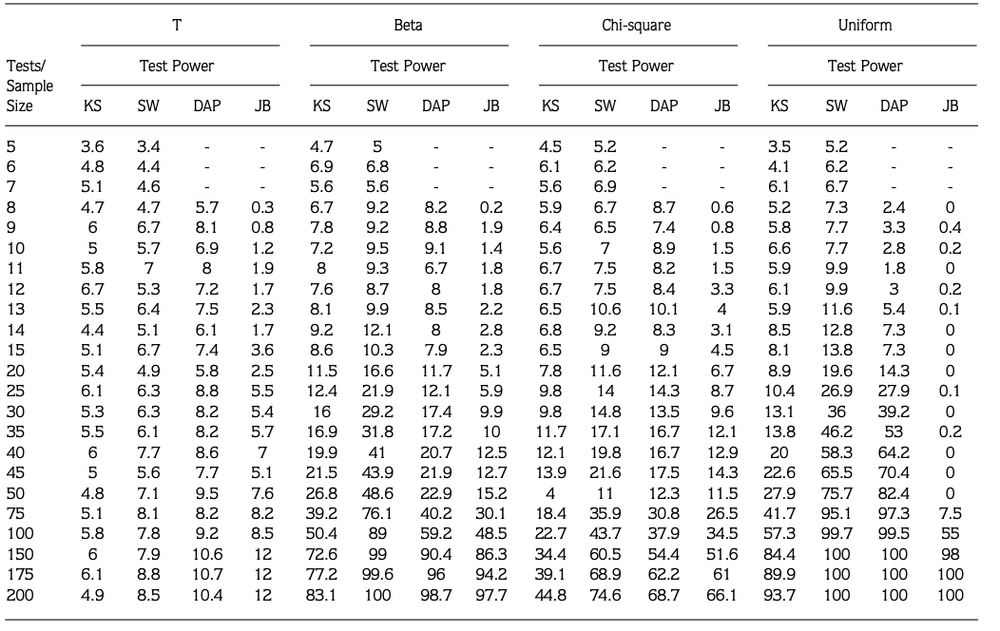 T Beta Chi-square Uniform
Tests/ Test Power Test Power Test Power Test Power
Sample
Size KS SW DAP JB KS SW DAP JB KS SW DAP JB KS SW DAP JB
5 3.6 3.4 - - 4.7 5 - - 4.5 5.2 - - 3.5 5.2 - -
6 4.8 4.4 - - 6.9 6.8 - - 6.1 6.2 - - 4.1 6.2 - -
7 5.1 4.6 - - 5.6 5.6 - - 5.6 6.9 - - 6.1 6.7 - -
8 4.7 4.7 5.7 0.3 6.7 9.2 8.2 0.2 5.9 6.7 8.7 0.6 5.2 7.3 2.4 0
9 6 6.7 8.1 0.8 7.8 9.2 8.8 1.9 6.4 6.5 7.4 0.8 5.8 7.7 3.3 0.4
10 5 5.7 6.9 1.2 7.2 9.5 9.1 1.4 5.6 7 8.9 1.5 6.6 7.7 2.8 0.2
11 5.8 7 8 1.9 8 9.3 6.7 1.8 6.7 7.5 8.2 1.5 5.9 9.9 1.8 0
12 6.7 5.3 7.2 1.7 7.6 8.7 8 1.8 6.7 7.5 8.4 3.3 6.1 9.9 3 0.2
13 5.5 6.4 7.5 2.3 8.1 9.9 8.5 2.2 6.5 10.6 10.1 4 5.9 11.6 5.4 0.1
14 4.4 5.1 6.1 1.7 9.2 12.1 8 2.8 6.8 9.2 8.3 3.1 8.5 12.8 7.3 0
15 5.1 6.7 7.4 3.6 8.6 10.3 7.9 2.3 6.5 9 9 4.5 8.1 13.8 7.3 0
20 5.4 4.9 5.8 2.5 11.5 16.6 11.7 5.1 7.8 11.6 12.1 6.7 8.9 19.6 14.3 0
25 6.1 6.3 8.8 5.5 12.4 21.9 12.1 5.9 9.8 14 14.3 8.7 10.4 26.9 27.9 0.1
30 5.3 6.3 8.2 5.4 16 29.2 17.4 9.9 9.8 14.8 13.5 9.6 13.1 36 39.2 0
35 5.5 6.1 8.2 5.7 16.9 31.8 17.2 10 11.7 17.1 16.7 12.1 13.8 46.2 53 0.2
40 6 7.7 8.6 7 19.9 41 20.7 12.5 12.1 19.8 16.7 12.9 20 58.3 64.2 0
45 5 5.6 7.7 5.1 21.5 43.9 21.9 12.7 13.9 21.6 17.5 14.3 22.6 65.5 70.4 0
50 4.8 7.1 9.5 7.6 26.8 48.6 22.9 15.2 4 11 12.3 11.5 27.9 75.7 82.4 0
75 5.1 8.1 8.2 8.2 39.2 76.1 40.2 30.1 18.4 35.9 30.8 26.5 41.7 95.1 97.3 7.5
100 5.8 7.8 9.2 8.5 50.4 89 59.2 48.5 22.7 43.7 37.9 34.5 57.3 99.7 99.5 55
150 6 7.9 10.6 12 72.6 99 90.4 86.3 34.4 60.5 54.4 51.6 84.4 100 100 98
175 6.1 8.8 10.7 12 77.2 99.6 96 94.2 39.1 68.9 62.2 61 89.9 100 100 100
200 4.9 8.5 10.4 12 83.1 100 98.7 97.7 44.8 74.6 68.7 66.1 93.7 100 100 100